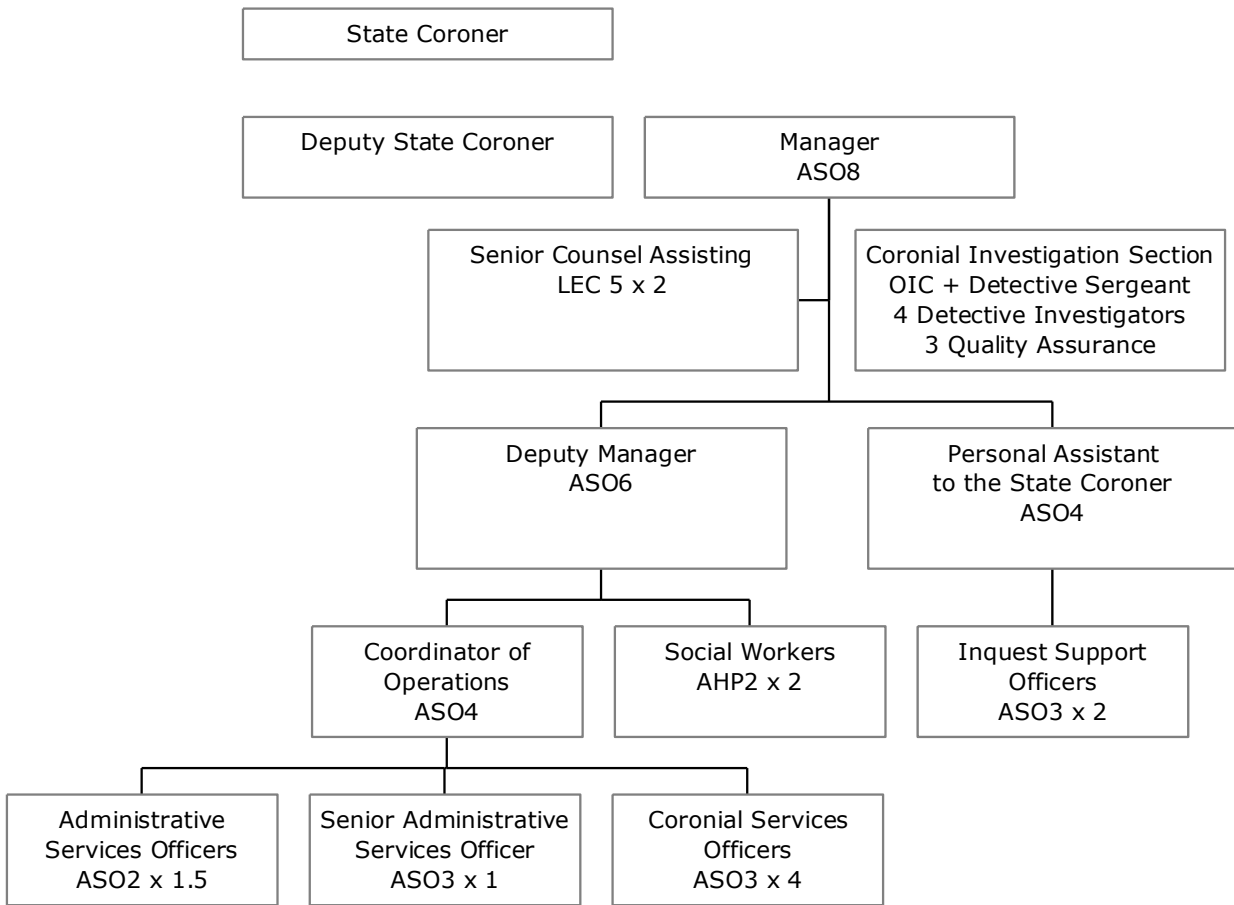 State Coroner
Deputy State Coroner
Manager
ASO8
Senior Counsel Assisting
LEC 5 x 2
Coronial Investigation Section
OIC + Detective Sergeant
4 Detective Investigators
3 Quality Assurance
Deputy Manager
ASO6
Personal Assistant
to the State Coroner
ASO4
Coordinator of
Operations
ASO4
Social Workers
AHP2 x 2
Inquest Support
Officers
ASO3 x 2
Administrative
Services Officers
ASO2 x 1.5
Senior Administrative
Services Officer
ASO3 x 1
Coronial Services
Officers
ASO3 x 4